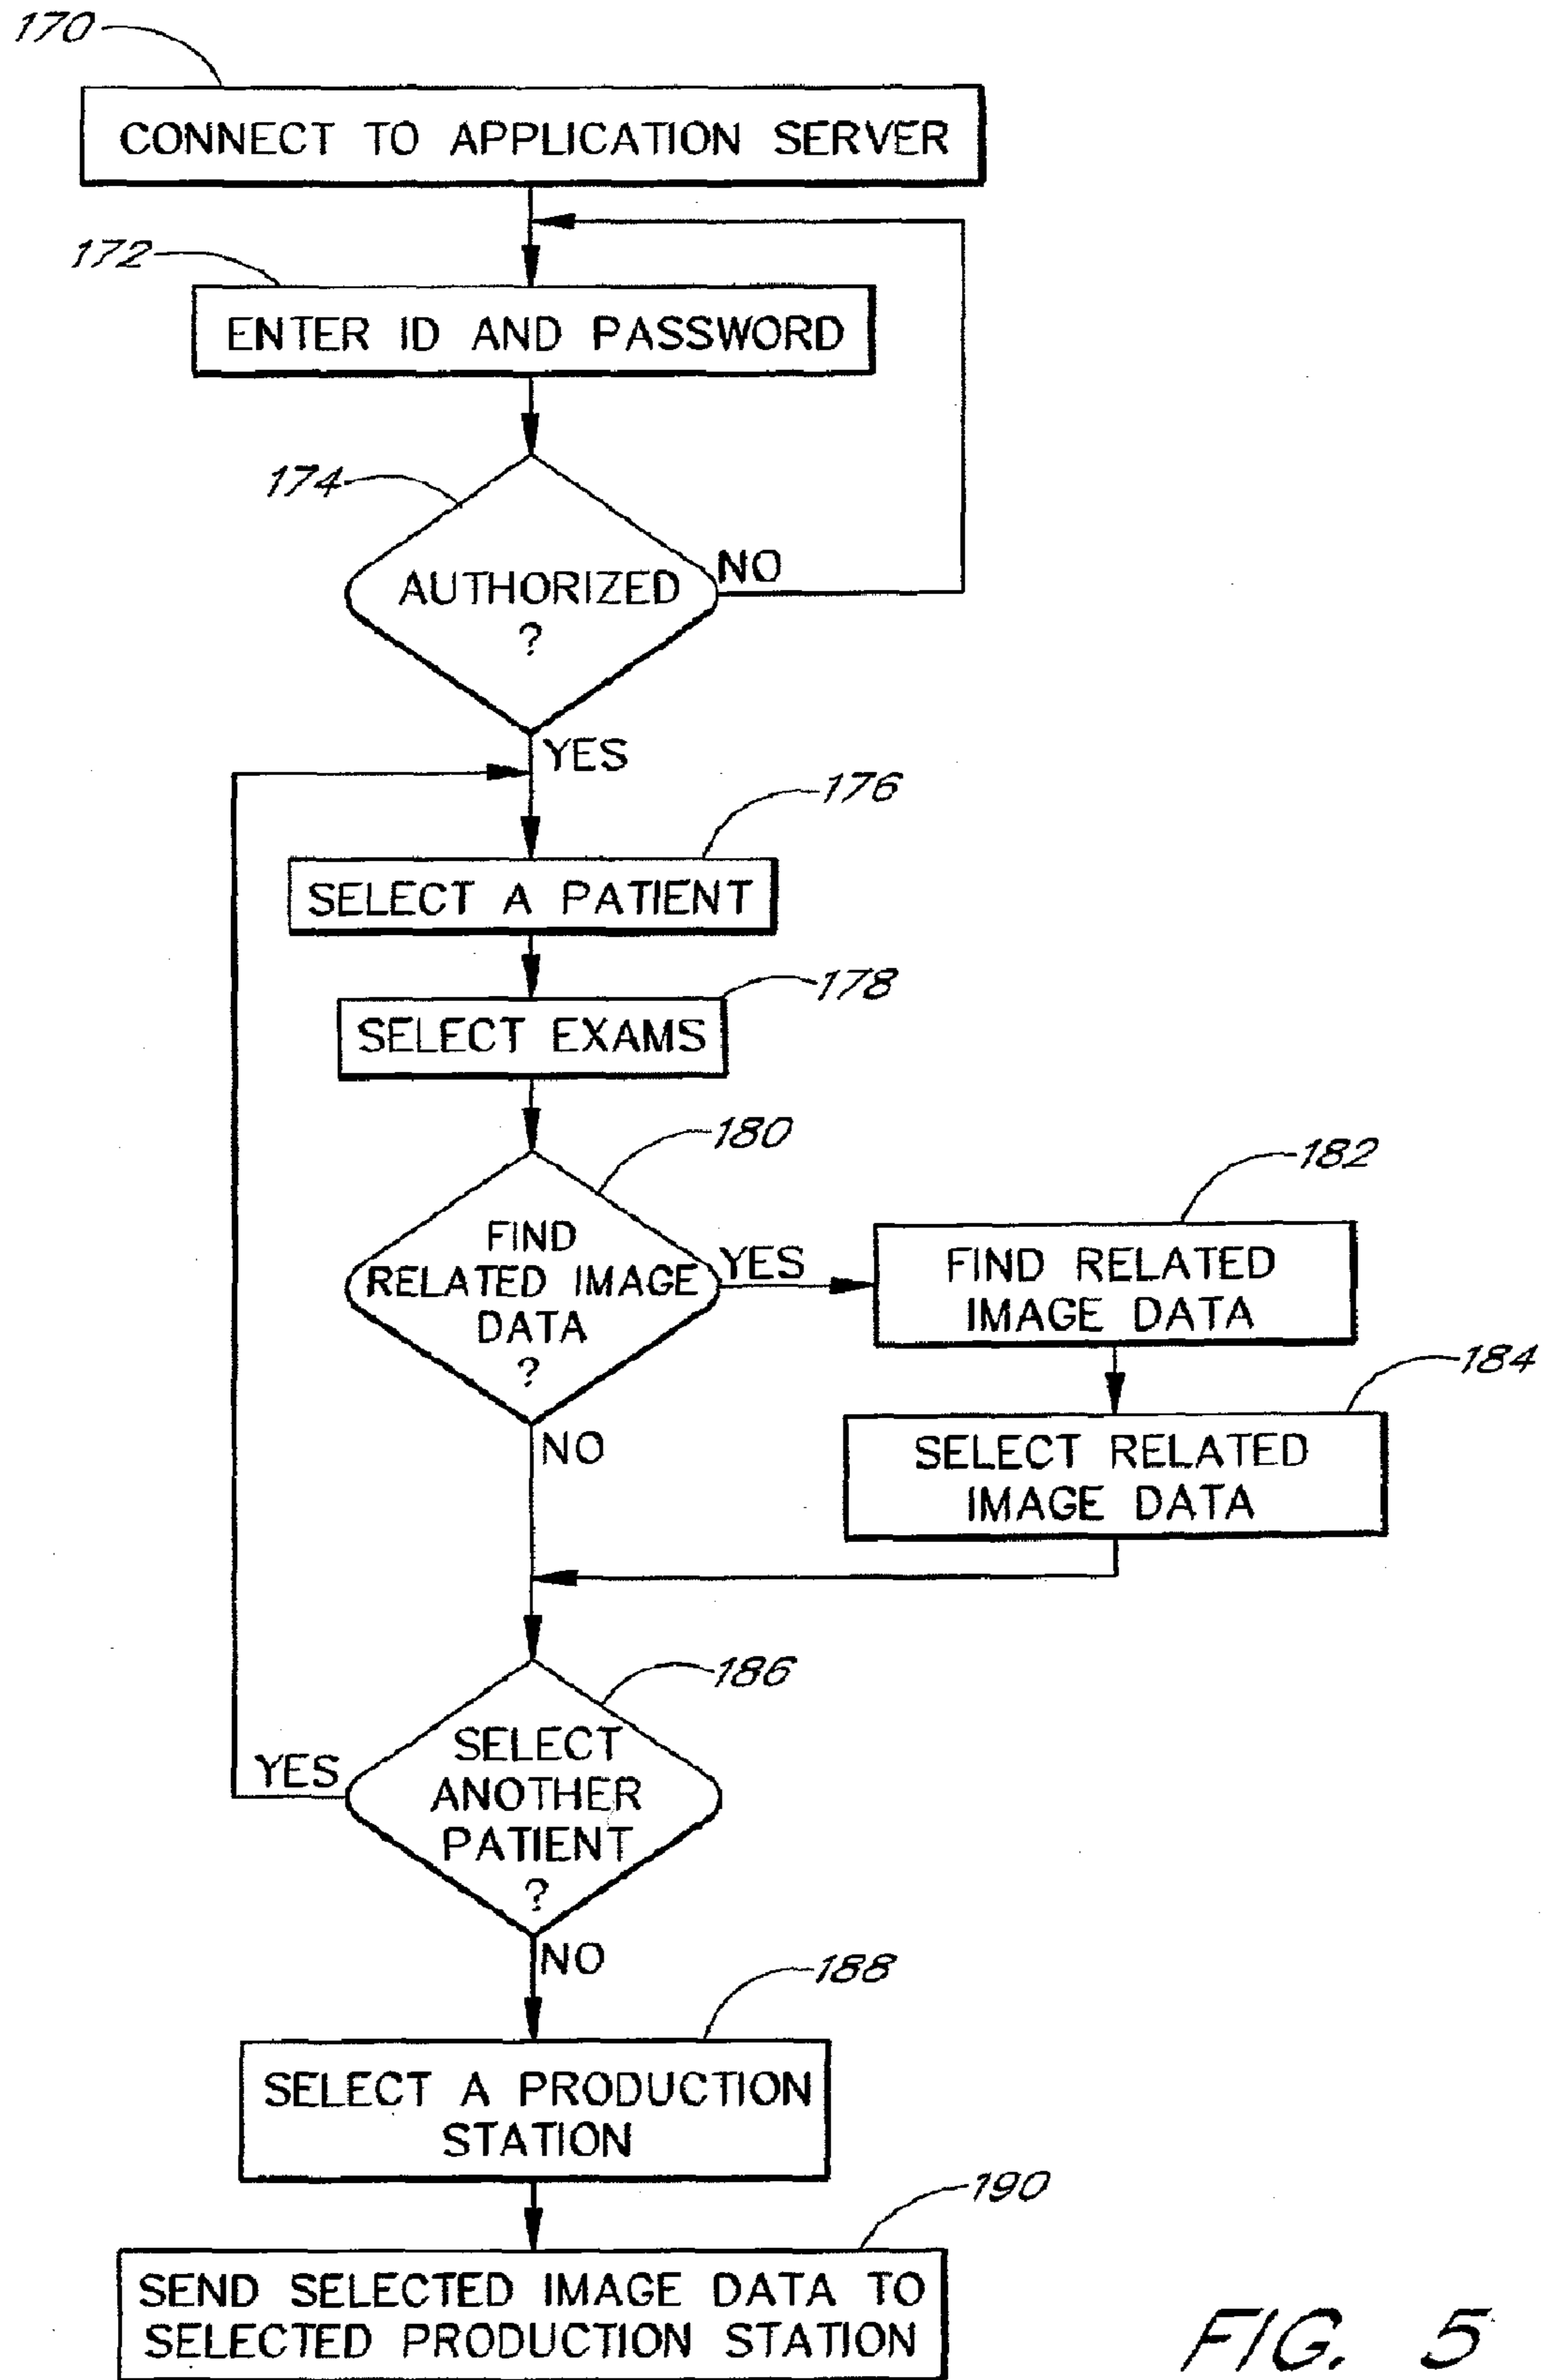 170
CONNECT TO APPLICATION SERVER
172
ENTER ID AND PASSWORD
174
AUTHORIZED
?
NO
YES
176
SELECT A PATIENT
178
SELECT EXAMS
180
FIND
RELATED IMAGE
DATA
?
YES
182
FIND RELATED
IMAGE DATA
184
SELECT RELATED
IMAGE DATA
NO
186
SELECT
ANOTHER
PATIENT
?
YES
NO
188
SELECT A PRODUCTION
STATION
190
SEND SELECTED IMAGE DATA TO
SELECTED PRODUCTION STATION
FIG. 5